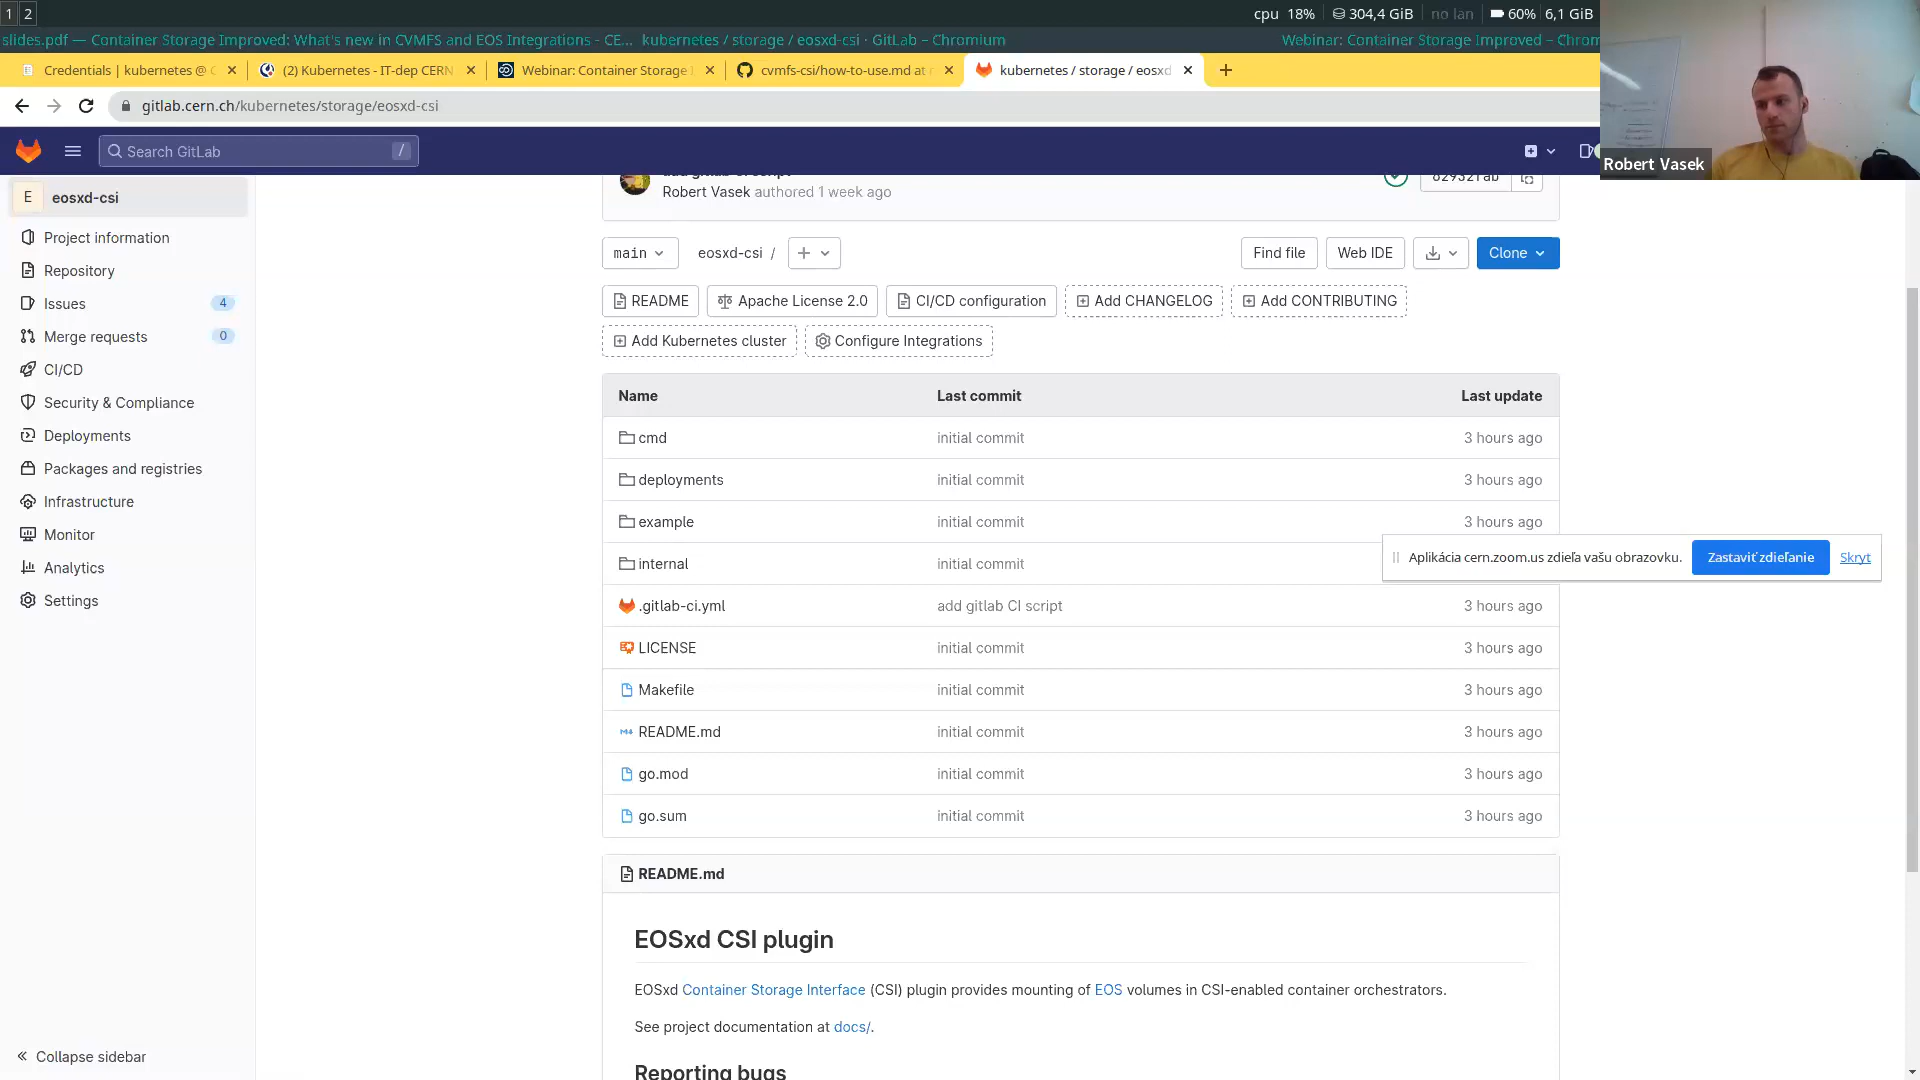 1 2
cpu 18% 304,4 GiB no lan 60% 6,1 GiB
slides.pdf — Container Storage Improved: What's new in CVMFS and EOS Integrations - CE... kubernetes / storage / eosxd-csi · GitLab – Chromium Webinar: Container Storage Improved – Chrom
Credentials | kubernetes @ (2) Kubernetes - IT-dep CERN Webinar: Container Storage cvmfs-csi/how-to-use.md at kubernetes / storage / eosxd
gitlab.cern.ch/kubernetes/storage/eosxd-csi
Search GitLab /
Robert Vasek
E eosxd-csi
Project information
Repository
Issues 4
Merge requests 0
CI/CD
Security & Compliance
Deployments
Packages and registries
Infrastructure
Monitor
Analytics
Settings
Collapse sidebar
Robert Vasek authored 1 week ago
main eosxd-csi / Find file Web IDE Clone
README Apache License 2.0 CI/CD configuration Add CHANGELOG Add CONTRIBUTING
Add Kubernetes cluster Configure Integrations
Name Last commit Last update
cmd initial commit 3 hours ago
deployments initial commit 3 hours ago
example initial commit 3 hours ago
internal initial commit
Aplikácia cern.zoom.us zdieľa vašu obrazovku. Zastaviť zdieľanie Skryť
.gitlab-ci.yml add gitlab CI script 3 hours ago
LICENSE initial commit 3 hours ago
Makefile initial commit 3 hours ago
README.md initial commit 3 hours ago
go.mod initial commit 3 hours ago
go.sum initial commit 3 hours ago
README.md
EOSxd CSI plugin
EOSxd Container Storage Interface (CSI) plugin provides mounting of EOS volumes in CSI-enabled container orchestrators.
See project documentation at docs/.
Reporting bugs